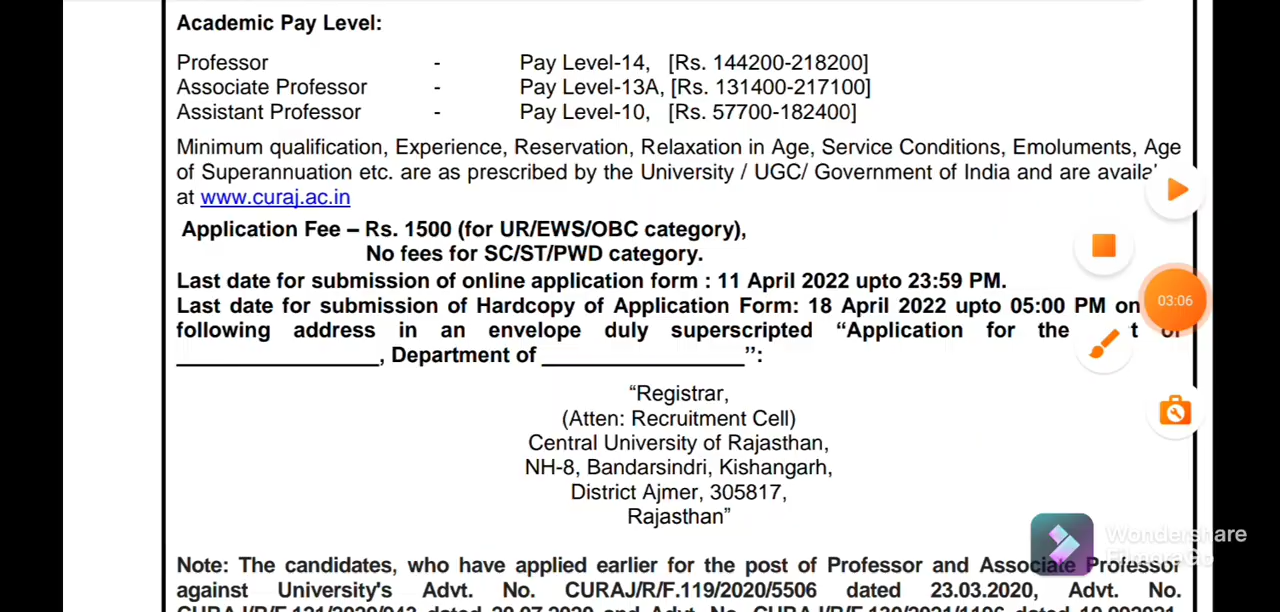 Academic Pay Level:
Professor - Pay Level-14, [Rs. 144200-218200]
Associate Professor - Pay Level-13A, [Rs. 131400-217100]
Assistant Professor - Pay Level-10, [Rs. 57700-182400]
Minimum qualification, Experience, Reservation, Relaxation in Age, Service Conditions, Emoluments, Age
of Superannuation etc. are as prescribed by the University / UGC/ Government of India and are
at www.curaj.ac.in
Application Fee – Rs. 1500 (for UR/EWS/OBC category),
No fees for SC/ST/PWD category.
Last date for submission of online application form : 11 April 2022 upto 23:59 PM.
Last date for submission of Hardcopy of Application Form: 18 April 2022 upto 05:00 PM on
03:06
following address in an envelope duly superscripted “Application for the
_________________, Department of _________________”:
“Registrar,
(Atten: Recruitment Cell)
Central University of Rajasthan,
NH-8, Bandarsindri, Kishangarh,
District Ajmer, 305817,
Rajasthan”
Wondershare
FilmoraGo
Note: The candidates, who have applied earlier for the post of Professor and Associate Professor
against University's Advt. No. CURAJ/R/F.119/2020/5506 dated 23.03.2020, Advt. No.